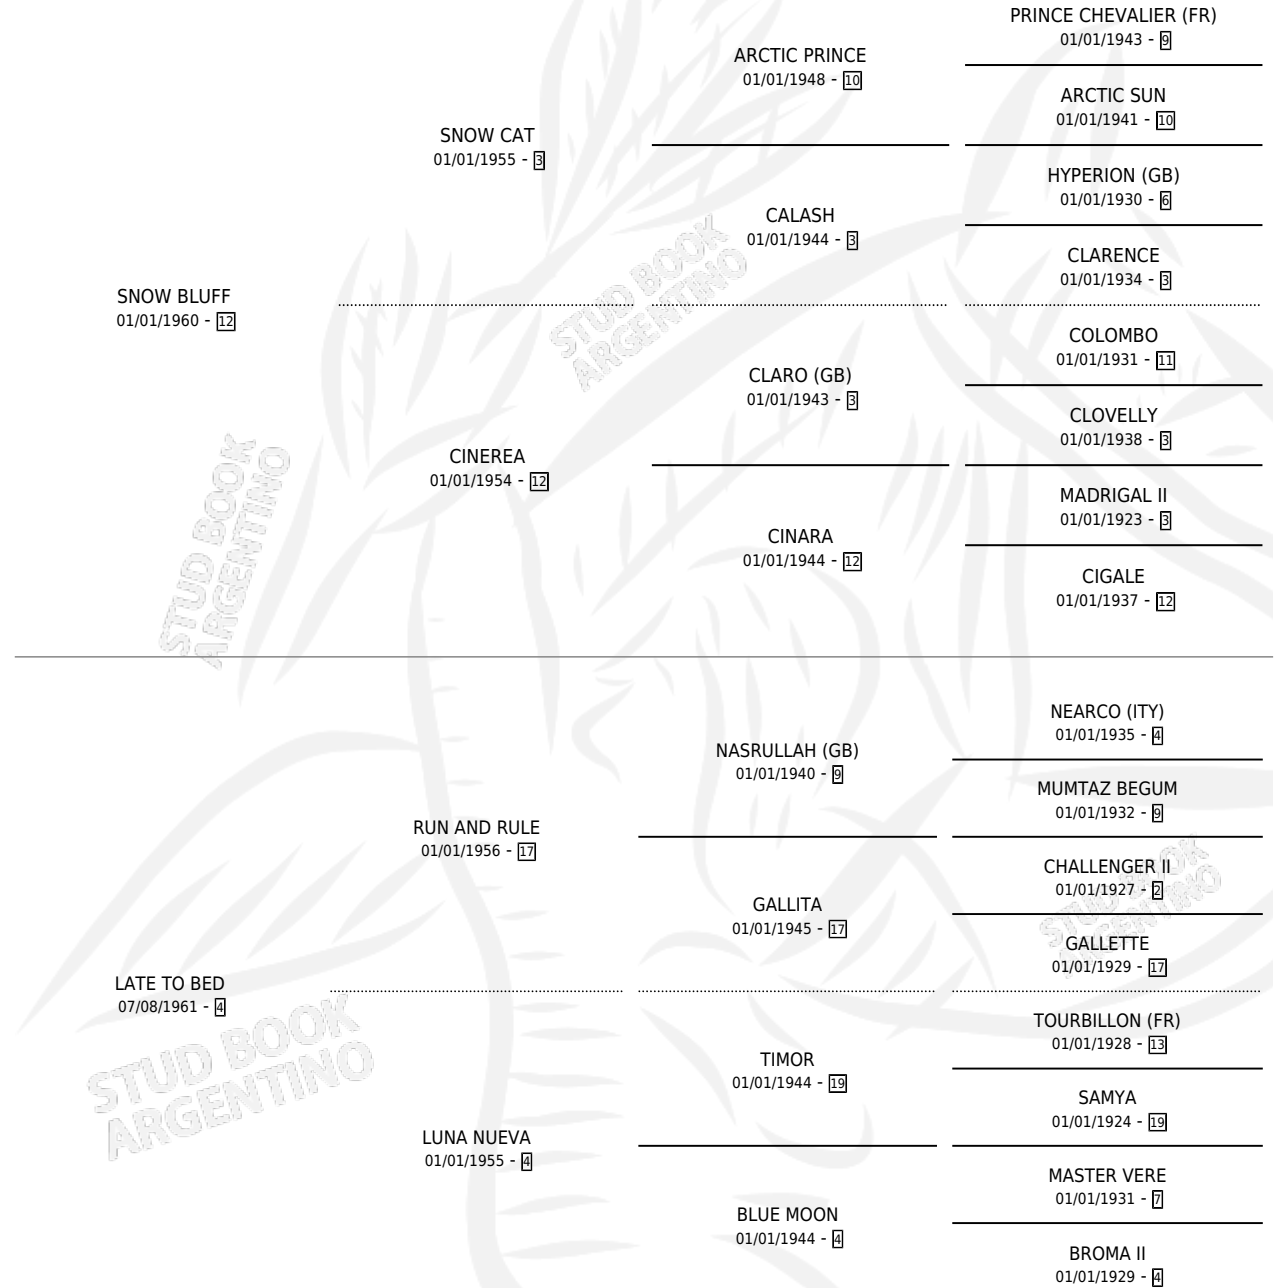 PRINCE CHEVALIER (FR)
01/01/1943 - 9
ARCTIC PRINCE
01/01/1948 - 10
ARCTIC SUN
01/01/1941 - 10
SNOW CAT
01/01/1955 - 3
HYPERION (GB)
01/01/1930 - 6
CALASH
01/01/1944 - 3
CLARENCE
01/01/1934 - 3
SNOW BLUFF
01/01/1960 - 12
COLOMBO
01/01/1931 - 11
CLARO (GB)
01/01/1943 - 3
CLOVELLY
01/01/1938 - 3
CINEREA
01/01/1954 - 12
MADRIGAL II
01/01/1923 - 3
CINARA
01/01/1944 - 12
CIGALE
01/01/1937 - 12
NEARCO (ITY)
01/01/1935 - 4
NASRULLAH (GB)
01/01/1940 - 9
MUMTAZ BEGUM
01/01/1932 - 9
RUN AND RULE
01/01/1956 - 17
CHALLENGER II
01/01/1927 - 2
GALLITA
01/01/1945 - 17
GALLETTE
01/01/1929 - 17
LATE TO BED
07/08/1961 - 4
TOURBILLON (FR)
01/01/1928 - 13
TIMOR
01/01/1944 - 19
SAMYA
01/01/1924 - 19
LUNA NUEVA
01/01/1955 - 4
MASTER VERE
01/01/1931 - 7
BLUE MOON
01/01/1944 - 4
BROMA II
01/01/1929 - 4
STUD BOOK
ARGENTINO
STUD BOOK
ARGENTINO
STUD BOOK
ARGENTINO
STUD BOOK
ARGENTINO